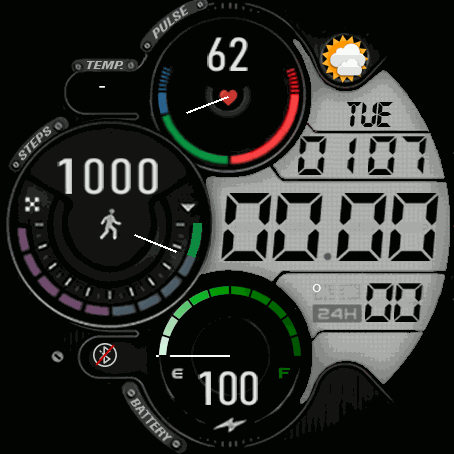 PULSE
62
TEMP.
-
TUE
0107
STEPS
1000
00:00
00
24H
E
F
100
BATTERY